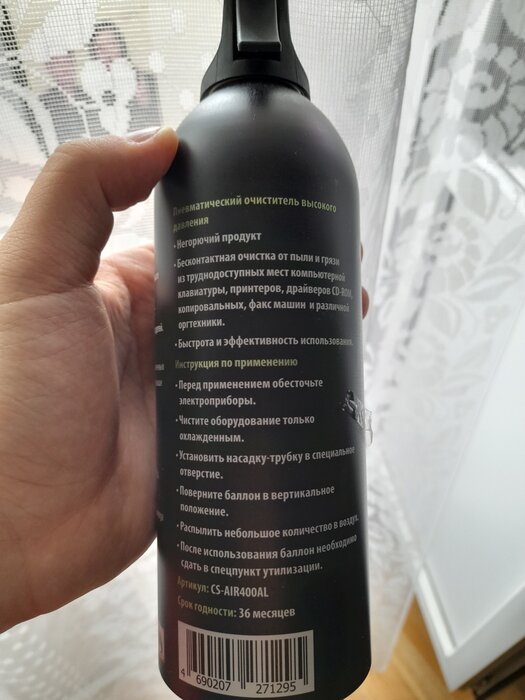 Пневматический очиститель высокого
давления
• Негорючий продукт
• Бесконтактная очистка от пыли и грязи
из труднодоступных мест компьютерной
клавиатуры, принтеров, драйверов CD-ROM,
копировальных, факс машин и различной
оргтехники.
• Быстрота и эффективность использования.
Инструкция по применению
• Перед применением обесточьте
электроприборы.
• Чистите оборудование только
охлажденным.
• Установить насадку-трубку в специальное
отверстие.
• Поверните баллон в вертикальное
положение.
• Распылить небольшое количество в воздух.
• После использования баллон необходимо
сдать в спецпункт утилизации.
Артикул: CS-AIR400AL
Срок годности: 36 месяцев
4 690207 271295